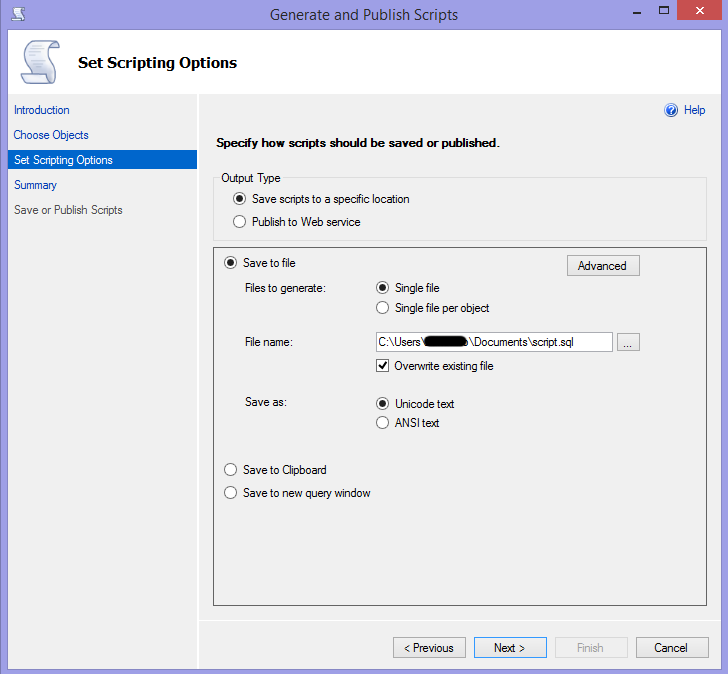 Generate and Publish Scripts
Set Scripting Options
Introduction
Choose Objects
Set Scripting Options
Summary
Save or Publish Scripts
Help
Specify how scripts should be saved or published.
Output Type
Save scripts to a specific location
Publish to Web service
Save to file
Advanced
Files to generate:
Single file
Single file per object
File name:
C:\Users\ \Documents\script.sql
...
Overwrite existing file
Save as:
Unicode text
ANSI text
Save to Clipboard
Save to new query window
< Previous
Next >
Finish
Cancel